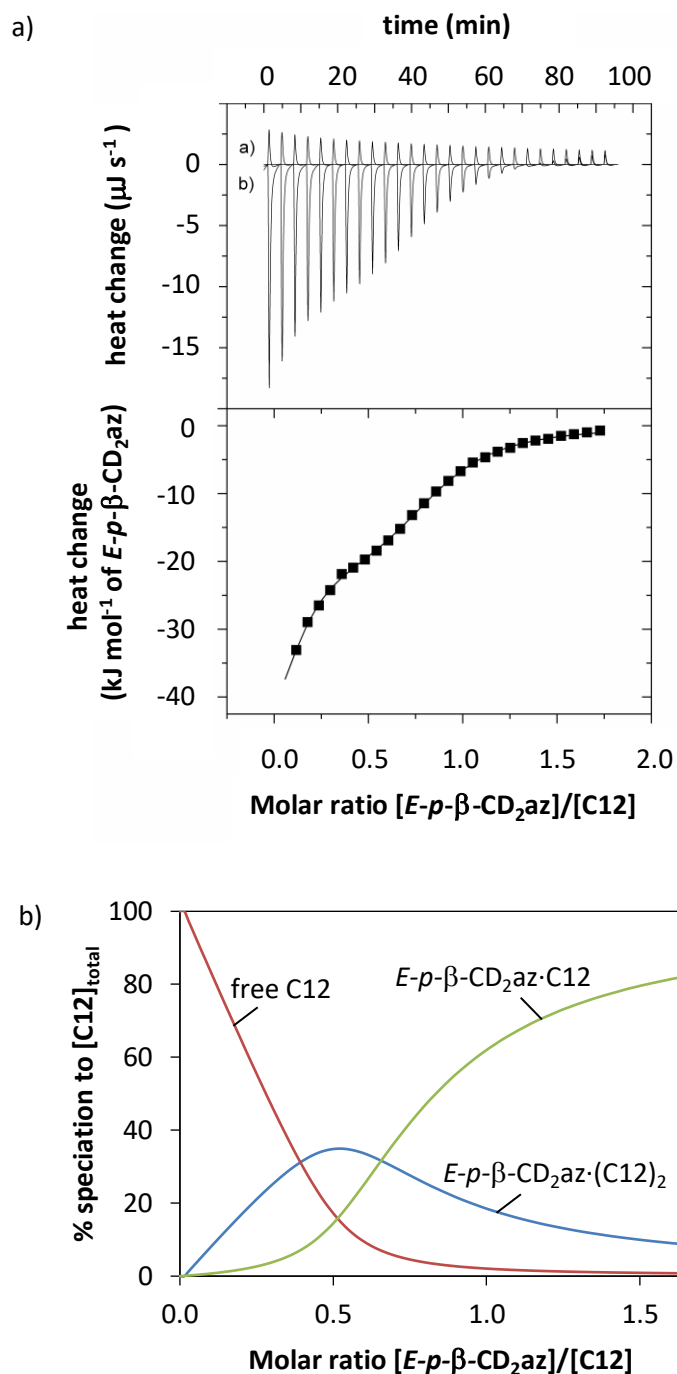 a)
time (min)
0 20 40 60 80 100
heat change (μJ s⁻¹)
0
-5
-10
-15
a)
b)
heat change
(kJ mol⁻¹ of E-p-β-CD₂az)
0
-10
-20
-30
-40
0.0 0.5 1.0 1.5 2.0
Molar ratio [E-p-β-CD₂az]/[C12]
b)
% speciation to [C12]total
100
80
60
40
20
0
free C12
E-p-β-CD₂az·C12
E-p-β-CD₂az·(C12)₂
0.0 0.5 1.0 1.5
Molar ratio [E-p-β-CD₂az]/[C12]